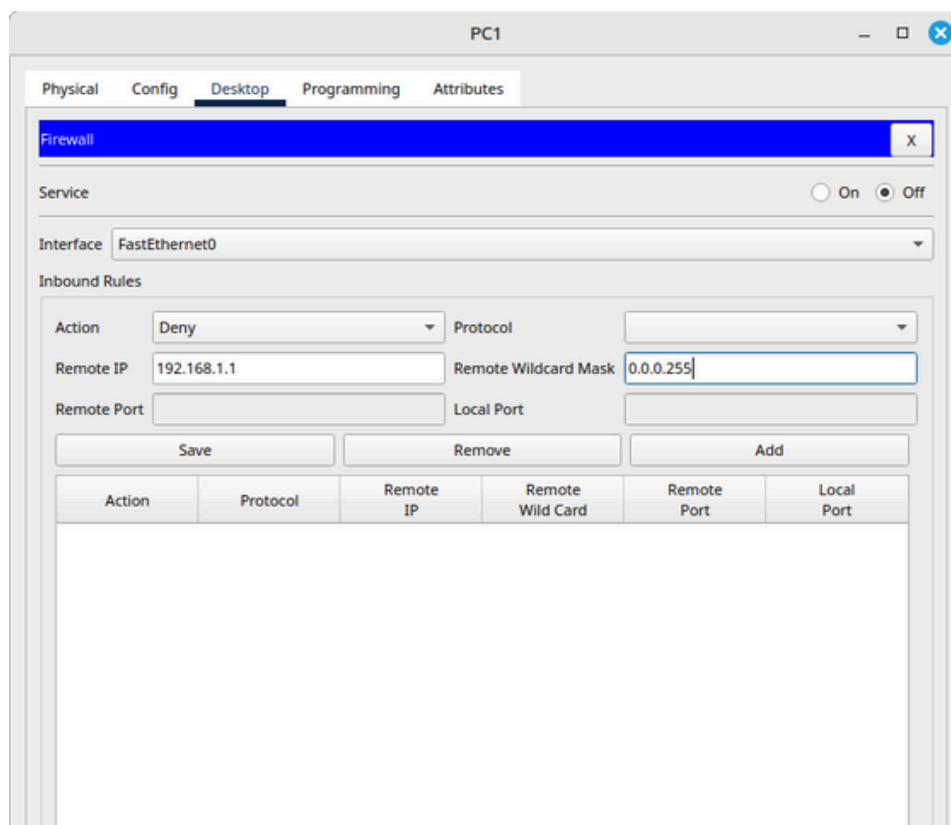 PC1
Physical Config Desktop Programming Attributes
Firewall X
Service On Off
Interface FastEthernet0
Inbound Rules
Action Deny Protocol
Remote IP 192.168.1.1 Remote Wildcard Mask 0.0.0.255
Remote Port Local Port
Save Remove Add
Action Protocol Remote IP Remote Wild Card Remote Port Local Port